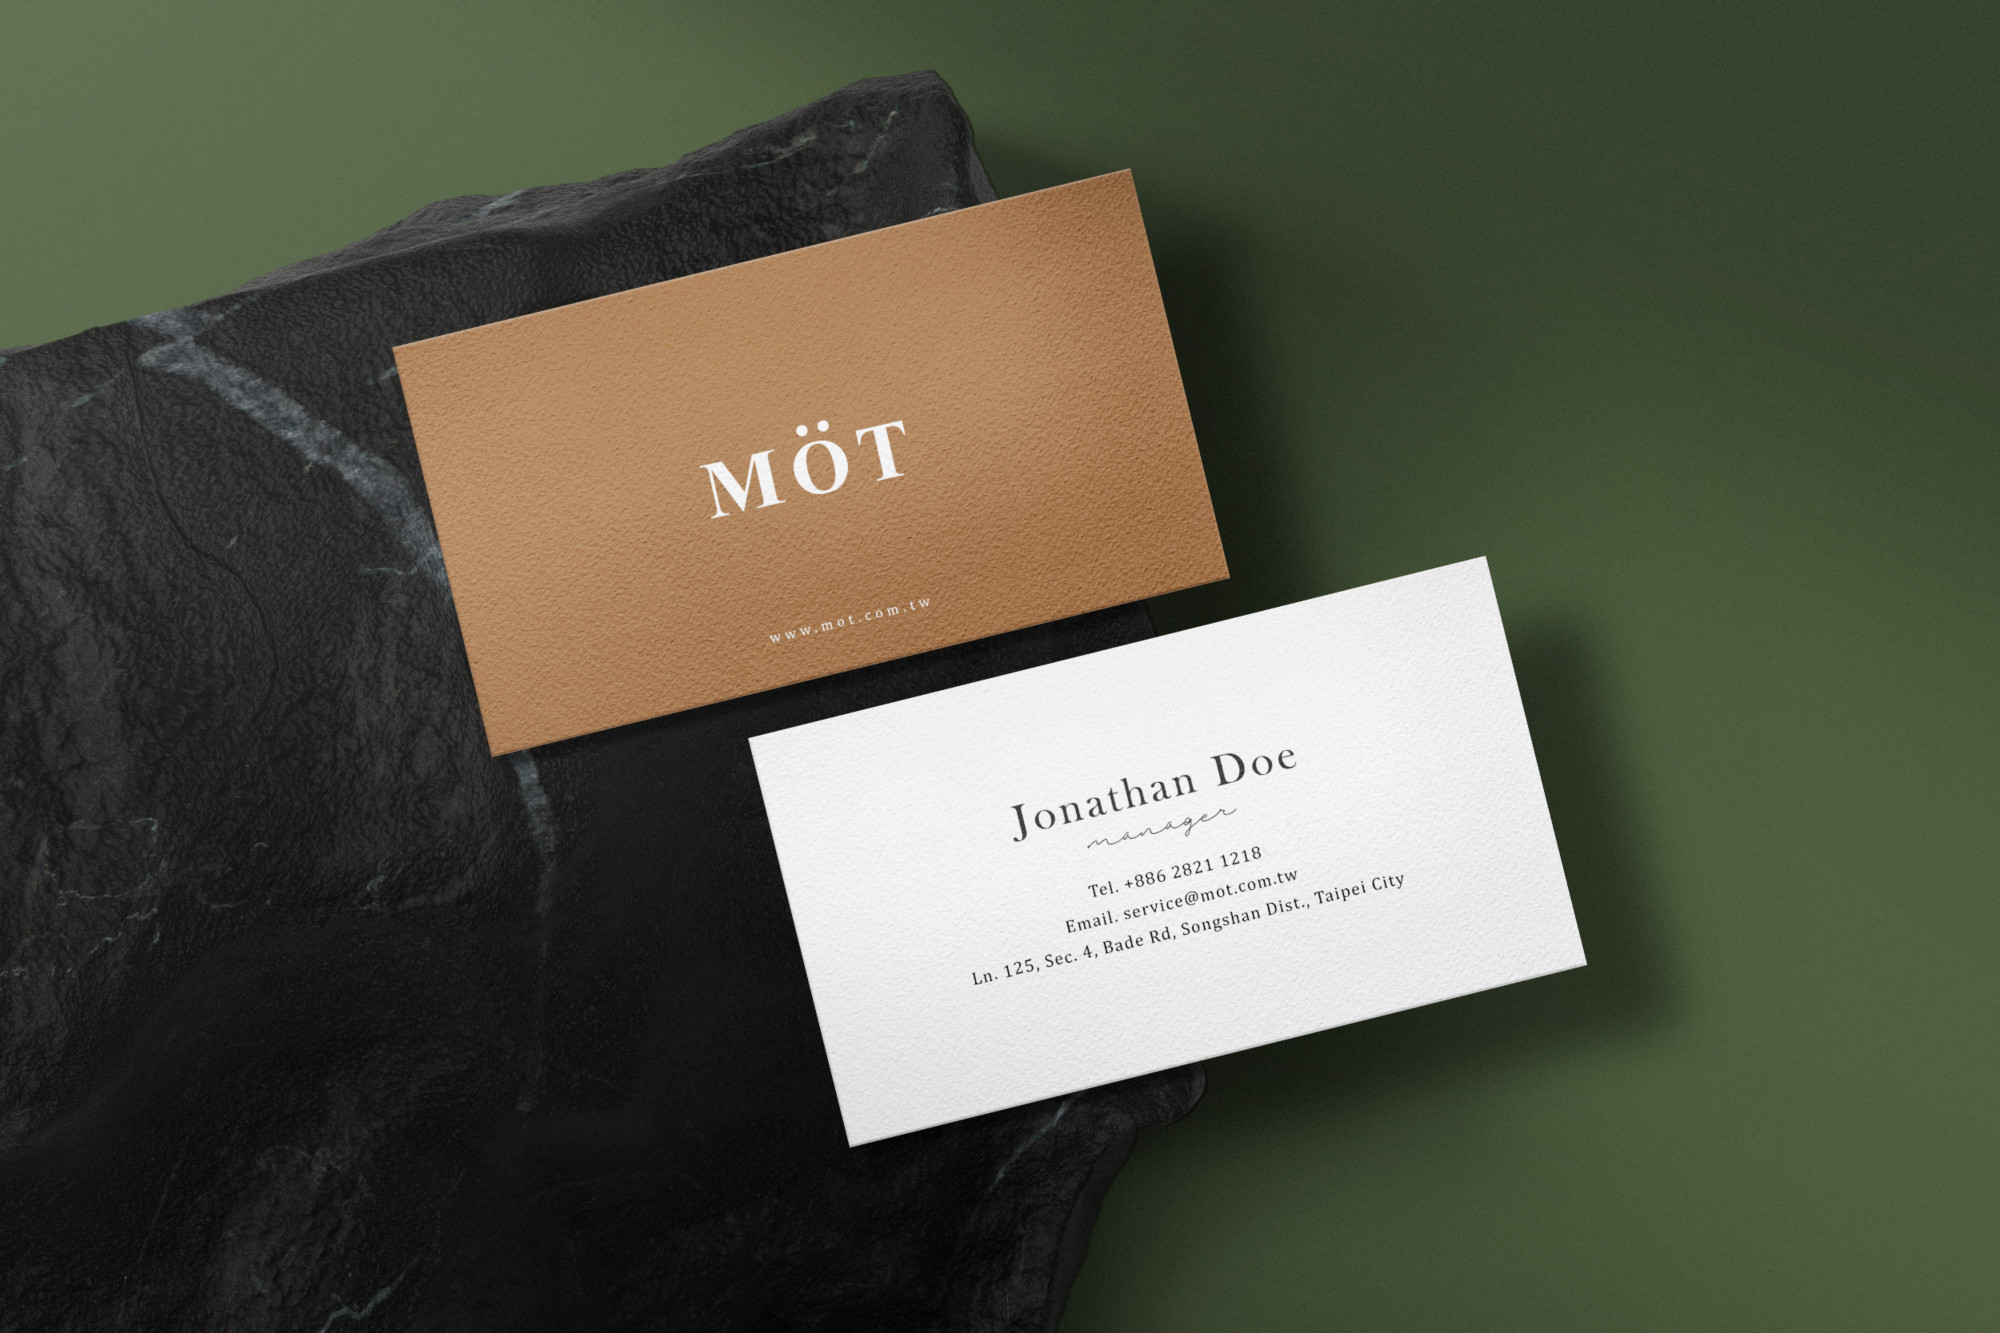 MÖT
www.mot.com.tw
Jonathan Doe
manager
Tel. +886 2821 1218
Email. service@mot.com.tw
Ln. 125, Sec. 4, Bade Rd, Songshan Dist., Taipei City